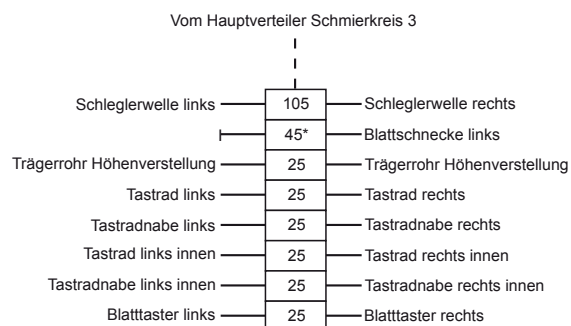 Vom Hauptverteiler Schmierkreis 3
Schleglerwelle links 105 Schleglerwelle rechts
45* Blattschnecke links
Trägerrohr Höhenverstellung 25 Trägerrohr Höhenverstellung
Tastrad links 25 Tastrad rechts
Tastradnabe links 25 Tastradnabe rechts
Tastrad links innen 25 Tastrad rechts innen
Tastradnabe links innen 25 Tastradnabe rechts innen
Blatttaster links 25 Blatttaster rechts